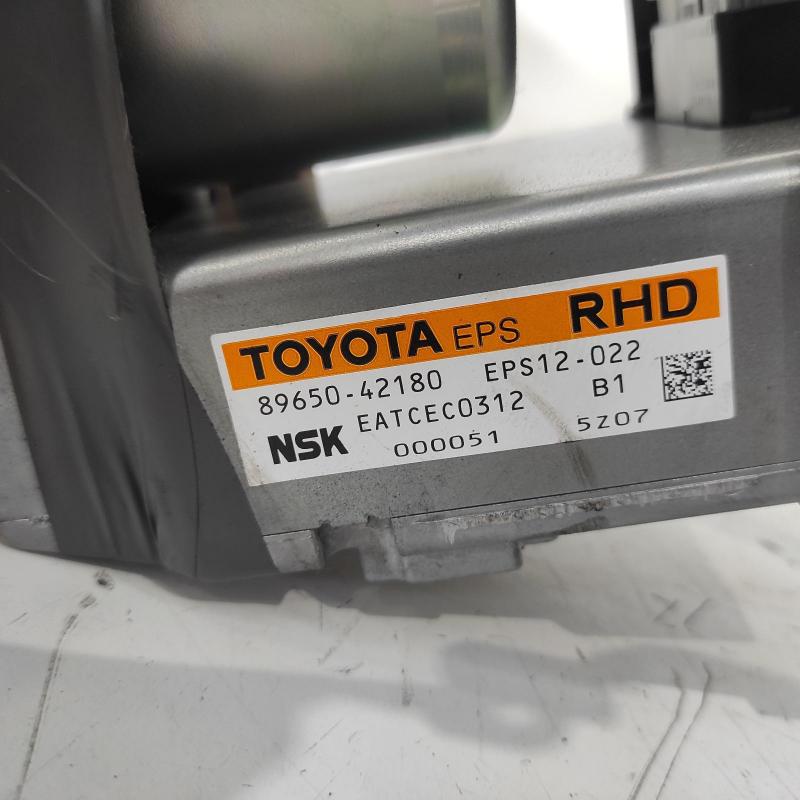 TOYOTA EPS RHD
89650-42180 EPS12-022
NSK EATCEC0312 B1
000051 5Z07